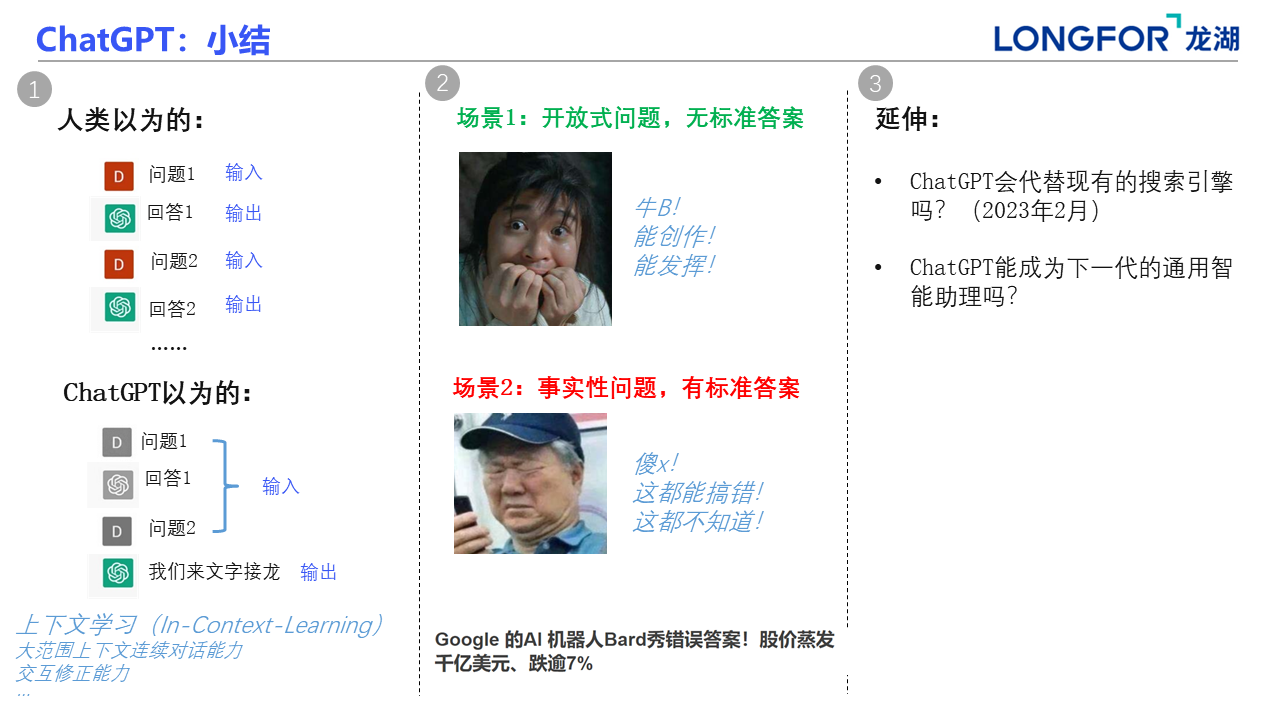 ChatGPT：小结
LONGFOR 龙湖
1
人类以为的：
D 问题1 输入
回答1 输出
D 问题2 输入
回答2 输出
……
ChatGPT以为的：
D 问题1
回答1
输入
D 问题2
我们来文字接龙 输出
上下文学习（In-Context-Learning）
大范围上下文连续对话能力
交互修正能力
…
2
场景1：开放式问题，无标准答案
牛B！
能创作！
能发挥！
场景2：事实性问题，有标准答案
傻x！
这都能搞错！
这都不知道！
Google 的AI 机器人Bard秀错误答案！股价蒸发
千亿美元、跌逾7%
3
延伸：
• ChatGPT会代替现有的搜索引擎
吗？（2023年2月）
• ChatGPT能成为下一代的通用智
能助理吗？